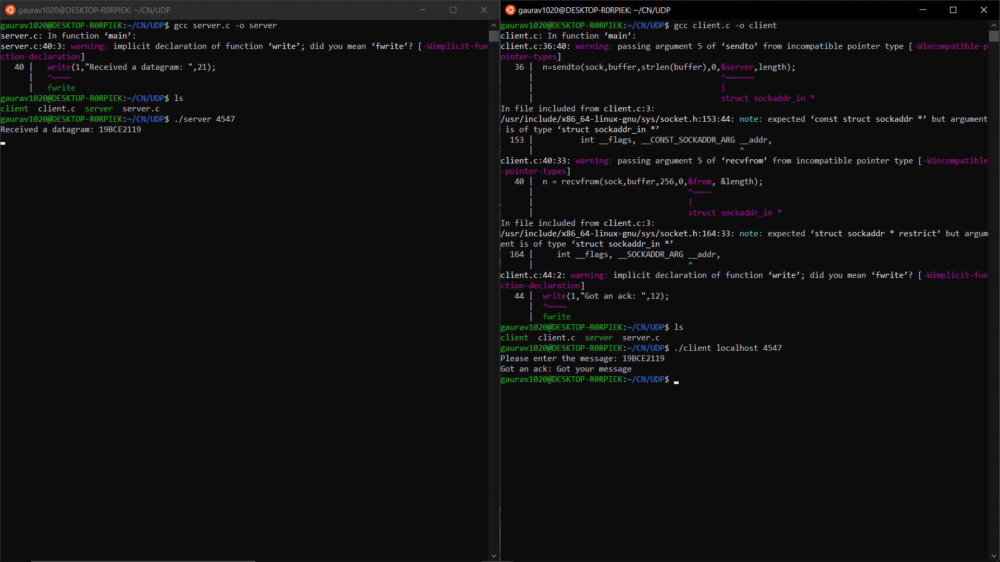 gaurav1020@DESKTOP-R0RPIEK: ~/CN/UDP
gaurav1020@DESKTOP-R0RPIEK:~/CN/UDP$ gcc server.c -o server
server.c: In function ‘main’:
server.c:40:3: warning: implicit declaration of function ‘write’; did you mean ‘fwrite’? [-Wimplicit-fun
ction-declaration]
   40 |   write(1,"Received a datagram: ",21);
      |   ^~~~~
      |   fwrite
gaurav1020@DESKTOP-R0RPIEK:~/CN/UDP$ ls
client  client.c  server  server.c
gaurav1020@DESKTOP-R0RPIEK:~/CN/UDP$ ./server 4547
Received a datagram: 19BCE2119
gaurav1020@DESKTOP-R0RPIEK: ~/CN/UDP
gaurav1020@DESKTOP-R0RPIEK:~/CN/UDP$ gcc client.c -o client
client.c: In function ‘main’:
client.c:36:40: warning: passing argument 5 of ‘sendto’ from incompatible pointer type [-Wincompatible-p
ointer-types]
   36 |  n=sendto(sock,buffer,strlen(buffer),0,&server,length);
      |                                        ^~~~~~~
      |                                        |
      |                                        struct sockaddr_in *
In file included from client.c:3:
/usr/include/x86_64-linux-gnu/sys/socket.h:153:44: note: expected ‘const struct sockaddr *’ but argument
 is of type ‘struct sockaddr_in *’
  153 |          int __flags, __CONST_SOCKADDR_ARG __addr,
      |                                            ^
client.c:40:33: warning: passing argument 5 of ‘recvfrom’ from incompatible pointer type [-Wincompatible
-pointer-types]
   40 |  n = recvfrom(sock,buffer,256,0,&from, &length);
      |                                 ^~~~~
      |                                 |
      |                                 struct sockaddr_in *
In file included from client.c:3:
/usr/include/x86_64-linux-gnu/sys/socket.h:164:33: note: expected ‘struct sockaddr * restrict’ but argum
ent is of type ‘struct sockaddr_in *’
  164 |     int __flags, __SOCKADDR_ARG __addr,
      |                                 ^
client.c:44:2: warning: implicit declaration of function ‘write’; did you mean ‘fwrite’? [-Wimplicit-fun
ction-declaration]
   44 |  write(1,"Got an ack: ",12);
      |  ^~~~~
      |  fwrite
gaurav1020@DESKTOP-R0RPIEK:~/CN/UDP$ ls
client  client.c  server  server.c
gaurav1020@DESKTOP-R0RPIEK:~/CN/UDP$ ./client localhost 4547
Please enter the message: 19BCE2119
Got an ack: Got your message
gaurav1020@DESKTOP-R0RPIEK:~/CN/UDP$